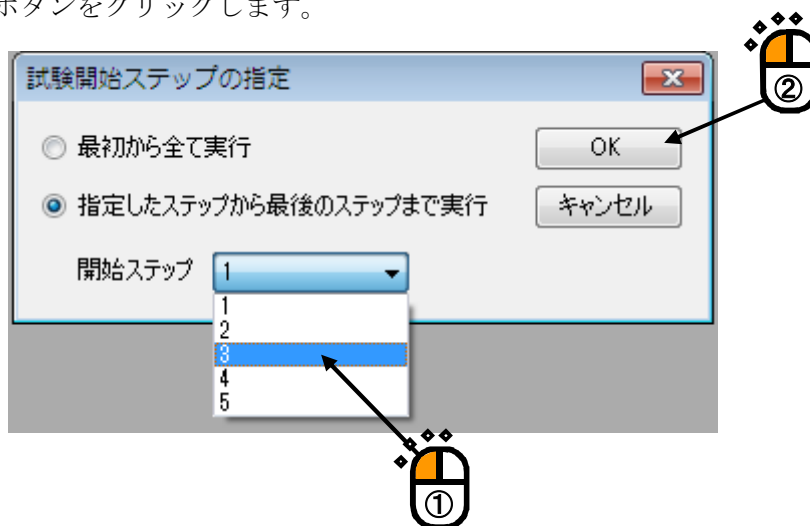 ボタンをクリックします。
試験開始ステップの指定
最初から全て実行
OK
指定したステップから最後のステップまで実行
キャンセル
開始ステップ 1
1
2
3
4
5
②
①